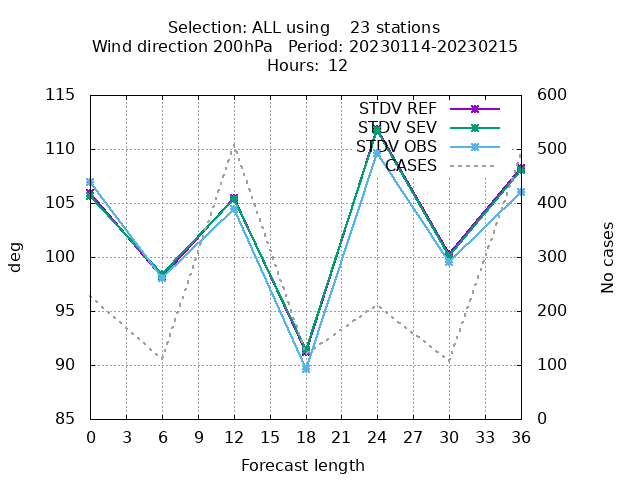 Selection: ALL using    23 stations
Wind direction 200hPa   Period: 20230114-20230215
Hours: 12
115 600
STDV REF
STDV SEV
110 500
STDV OBS
CASES
105 400
deg
100 300
No cases
95 200
90 100
85 0
0 3 6 9 12 15 18 21 24 27 30 33 36
Forecast length